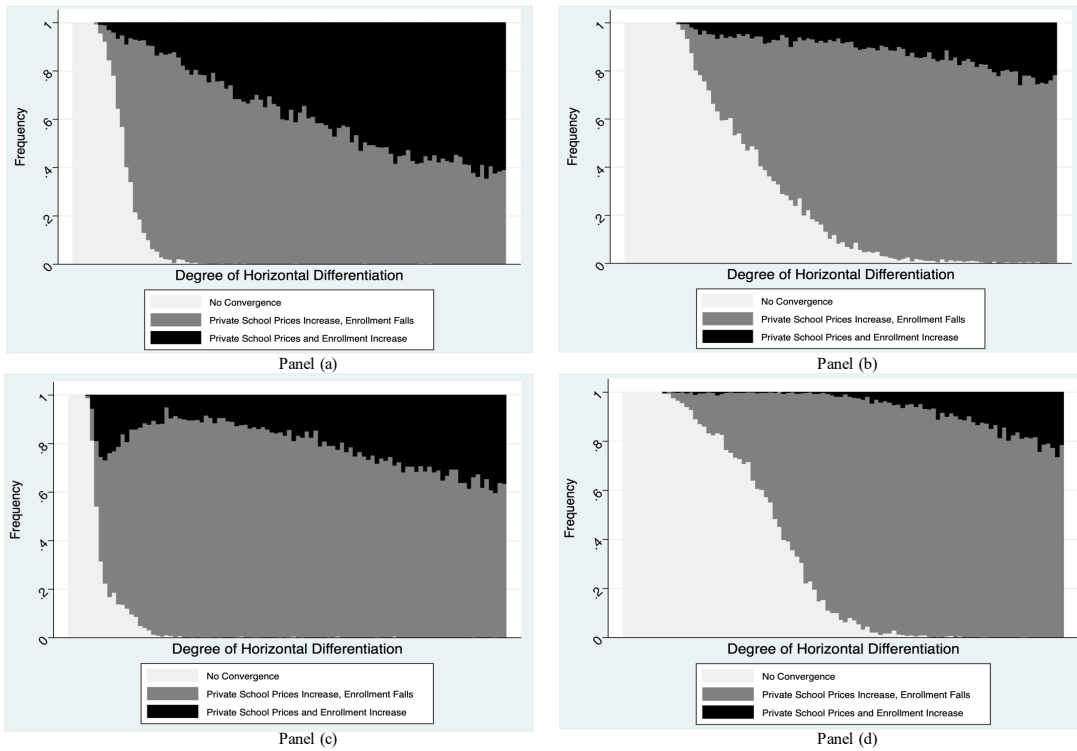 Frequency
1
.8
.6
.4
.2
0
Degree of Horizontal Differentiation
No Convergence
Private School Prices Increase, Enrollment Falls
Private School Prices and Enrollment Increase
Panel (a)
Frequency
1
.8
.6
.4
.2
0
Degree of Horizontal Differentiation
No Convergence
Private School Prices Increase, Enrollment Falls
Private School Prices and Enrollment Increase
Panel (b)
Frequency
1
.8
.6
.4
.2
0
Degree of Horizontal Differentiation
No Convergence
Private School Prices Increase, Enrollment Falls
Private School Prices and Enrollment Increase
Panel (c)
Frequency
1
.8
.6
.4
.2
0
Degree of Horizontal Differentiation
No Convergence
Private School Prices Increase, Enrollment Falls
Private School Prices and Enrollment Increase
Panel (d)